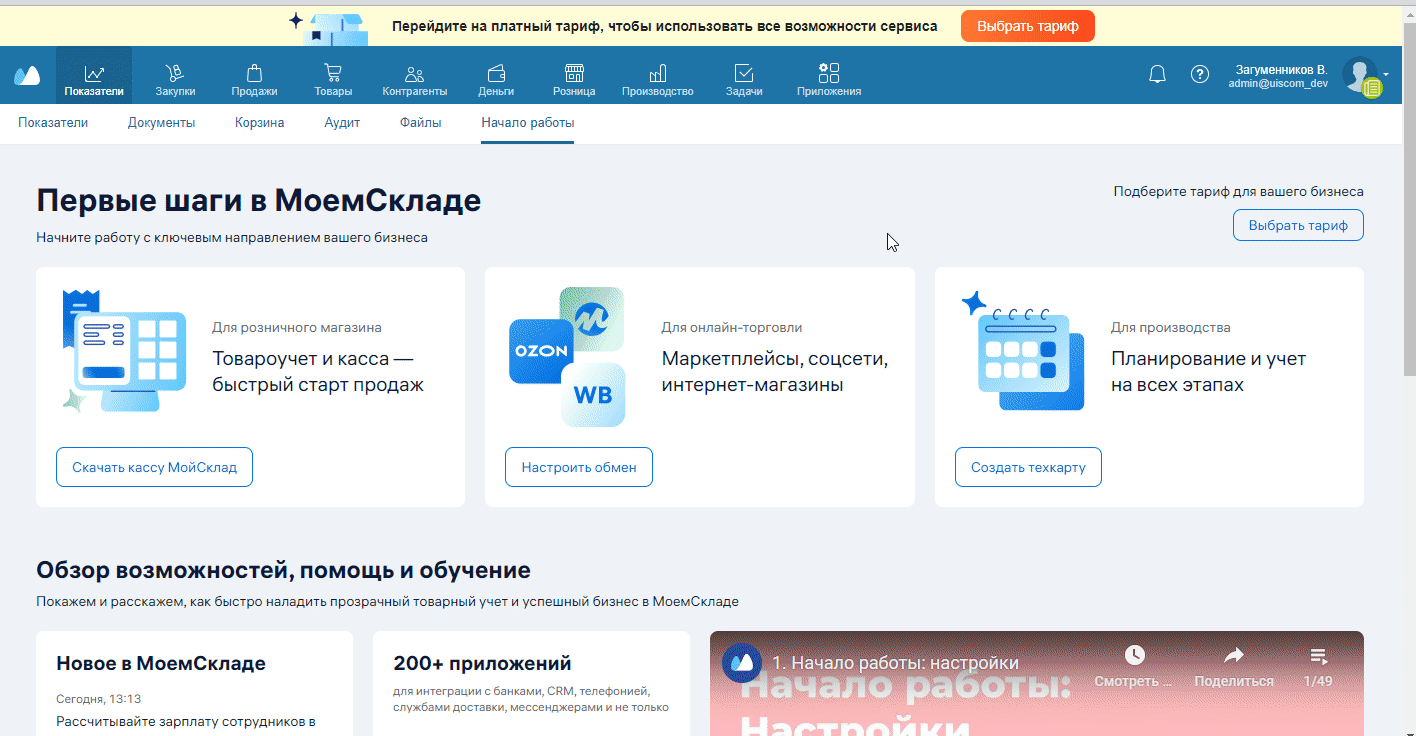 Перейдите на платный тариф, чтобы использовать все возможности сервиса
Выбрать тариф
Показатели
Закупки
Продажи
Товары
Контрагенты
Деньги
Розница
Производство
Задачи
Приложения
Загуменников В.
admin@uiscom_dev
Показатели
Документы
Корзина
Аудит
Файлы
Начало работы
Первые шаги в МоемСкладе
Начните работу с ключевым направлением вашего бизнеса
Подберите тариф для вашего бизнеса
Выбрать тариф
Для розничного магазина
Товароучет и касса —
быстрый старт продаж
Скачать кассу МойСклад
OZON
WB
Для онлайн-торговли
Маркетплейсы, соцсети,
интернет-магазины
Настроить обмен
Для производства
Планирование и учет
на всех этапах
Создать техкарту
Обзор возможностей, помощь и обучение
Покажем и расскажем, как быстро наладить прозрачный товарный учет и успешный бизнес в МоемСкладе
Новое в МоемСкладе
Сегодня, 13:13
Рассчитывайте зарплату сотрудников в
200+ приложений
для интеграции с банками, CRM, телефонией,
службами доставки, мессенджерами и не только
1. Начало работы: настройки
Смотреть ...
Поделиться
1/49
Начало работы:
Настройки